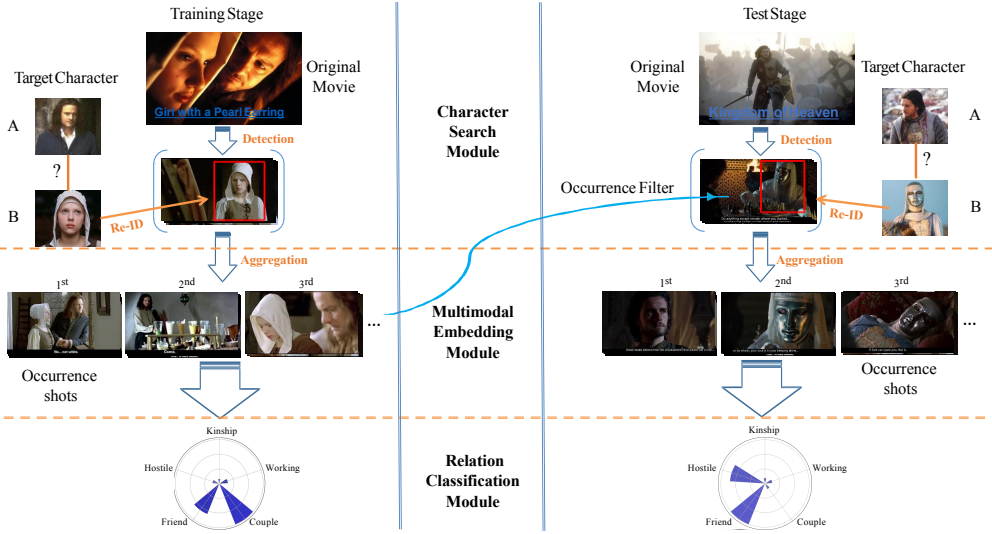 Training Stage
Test Stage
Target Character
Original
Movie
Girl with a Pearl Earring
A
?
B
Detection
Re-ID
Aggregation
1st
2nd
3rd
No... not white.
...
Occurrence
shots
Kinship
Hostile
Working
Friend
Couple
Character
Search
Module
Multimodal
Embedding
Module
Relation
Classification
Module
Original
Movie
Kingdom of Heaven
Target Character
A
?
B
Detection
Occurrence Filter
Re-ID
Aggregation
1st
2nd
3rd
...
Occurrence
shots
Kinship
Hostile
Working
Friend
Couple